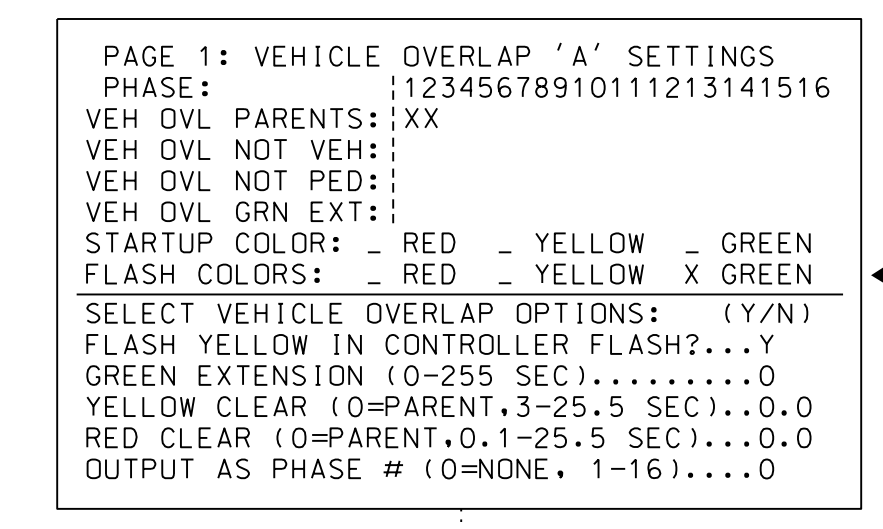 PAGE 1: VEHICLE OVERLAP 'A' SETTINGS
PHASE: 12345678910111213141516
VEH OVL PARENTS: XX
VEH OVL NOT VEH:
VEH OVL NOT PED:
VEH OVL GRN EXT:
STARTUP COLOR: _ RED _ YELLOW _ GREEN
FLASH COLORS: _ RED _ YELLOW X GREEN
SELECT VEHICLE OVERLAP OPTIONS: (Y/N)
FLASH YELLOW IN CONTROLLER FLASH?...Y
GREEN EXTENSION (0-255 SEC).........0
YELLOW CLEAR (0=PARENT,3-25.5 SEC)..0.0
RED CLEAR (0=PARENT,0.1-25.5 SEC)...0.0
OUTPUT AS PHASE # (0=NONE, 1-16)....0